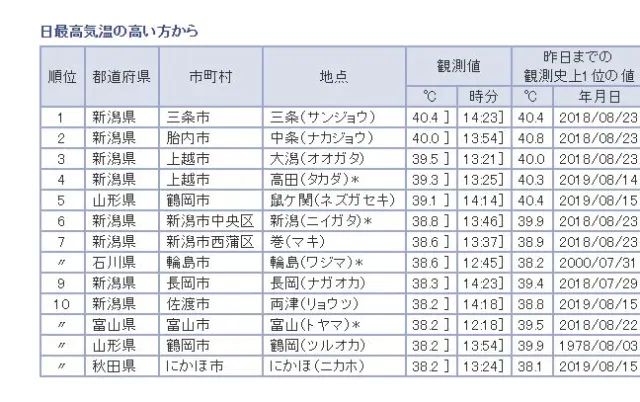 日最高気温の高い方から
順位 都道府県 市町村 地点 観測値 昨日までの観測史上1位の値
℃ 時分 ℃ 年月日
1 新潟県 三条市 三条(サンジョウ) 40.4 ] 14:23] 40.4 2018/08/23
2 新潟県 胎内市 中条(ナカジョウ) 40.0 ] 13:54] 40.8 2018/08/23
3 新潟県 上越市 大潟(オオガタ) 39.5 ] 13:21] 40.0 2018/08/23
4 新潟県 上越市 高田(タカダ)* 39.3 ] 13:25] 40.3 2019/08/14
5 山形県 鶴岡市 鼠ケ関(ネズガセキ) 39.1 ] 14:14] 40.4 2019/08/15
6 新潟県 新潟市中央区 新潟(ニイガタ)* 38.8 ] 13:46] 39.9 2018/08/23
7 新潟県 新潟市西蒲区 巻(マキ) 38.6 ] 13:37] 38.9 2018/08/23
〃 石川県 輪島市 輪島(ワジマ)* 38.6 ] 12:45] 38.2 2000/07/31
9 新潟県 長岡市 長岡(ナガオカ) 38.3 ] 14:23] 39.4 2018/07/29
10 新潟県 佐渡市 両津(リョウツ) 38.2 ] 14:18] 38.8 2019/08/15
〃 富山県 富山市 富山(トヤマ)* 38.2 ] 12:18] 39.5 2018/08/22
〃 山形県 鶴岡市 鶴岡(ツルオカ) 38.2 ] 13:54] 39.9 1978/08/03
〃 秋田県 にかほ市 にかほ(ニカホ) 38.2 ] 13:24] 38.1 2019/08/15